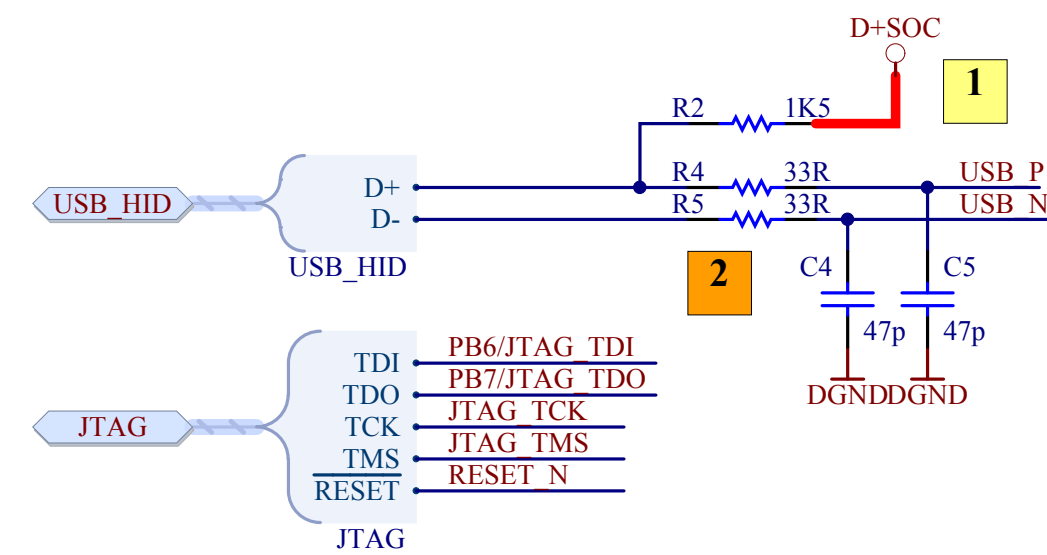 D+SOC
1
R2 1K5
USB_HID
D+
R4 33R
USB_P
D-
R5 33R
USB_N
USB_HID
2
C4
47p
C5
47p
DGND
DGND
JTAG
TDI
PB6/JTAG_TDI
TDO
PB7/JTAG_TDO
TCK
JTAG_TCK
TMS
JTAG_TMS
RESET
RESET_N
JTAG